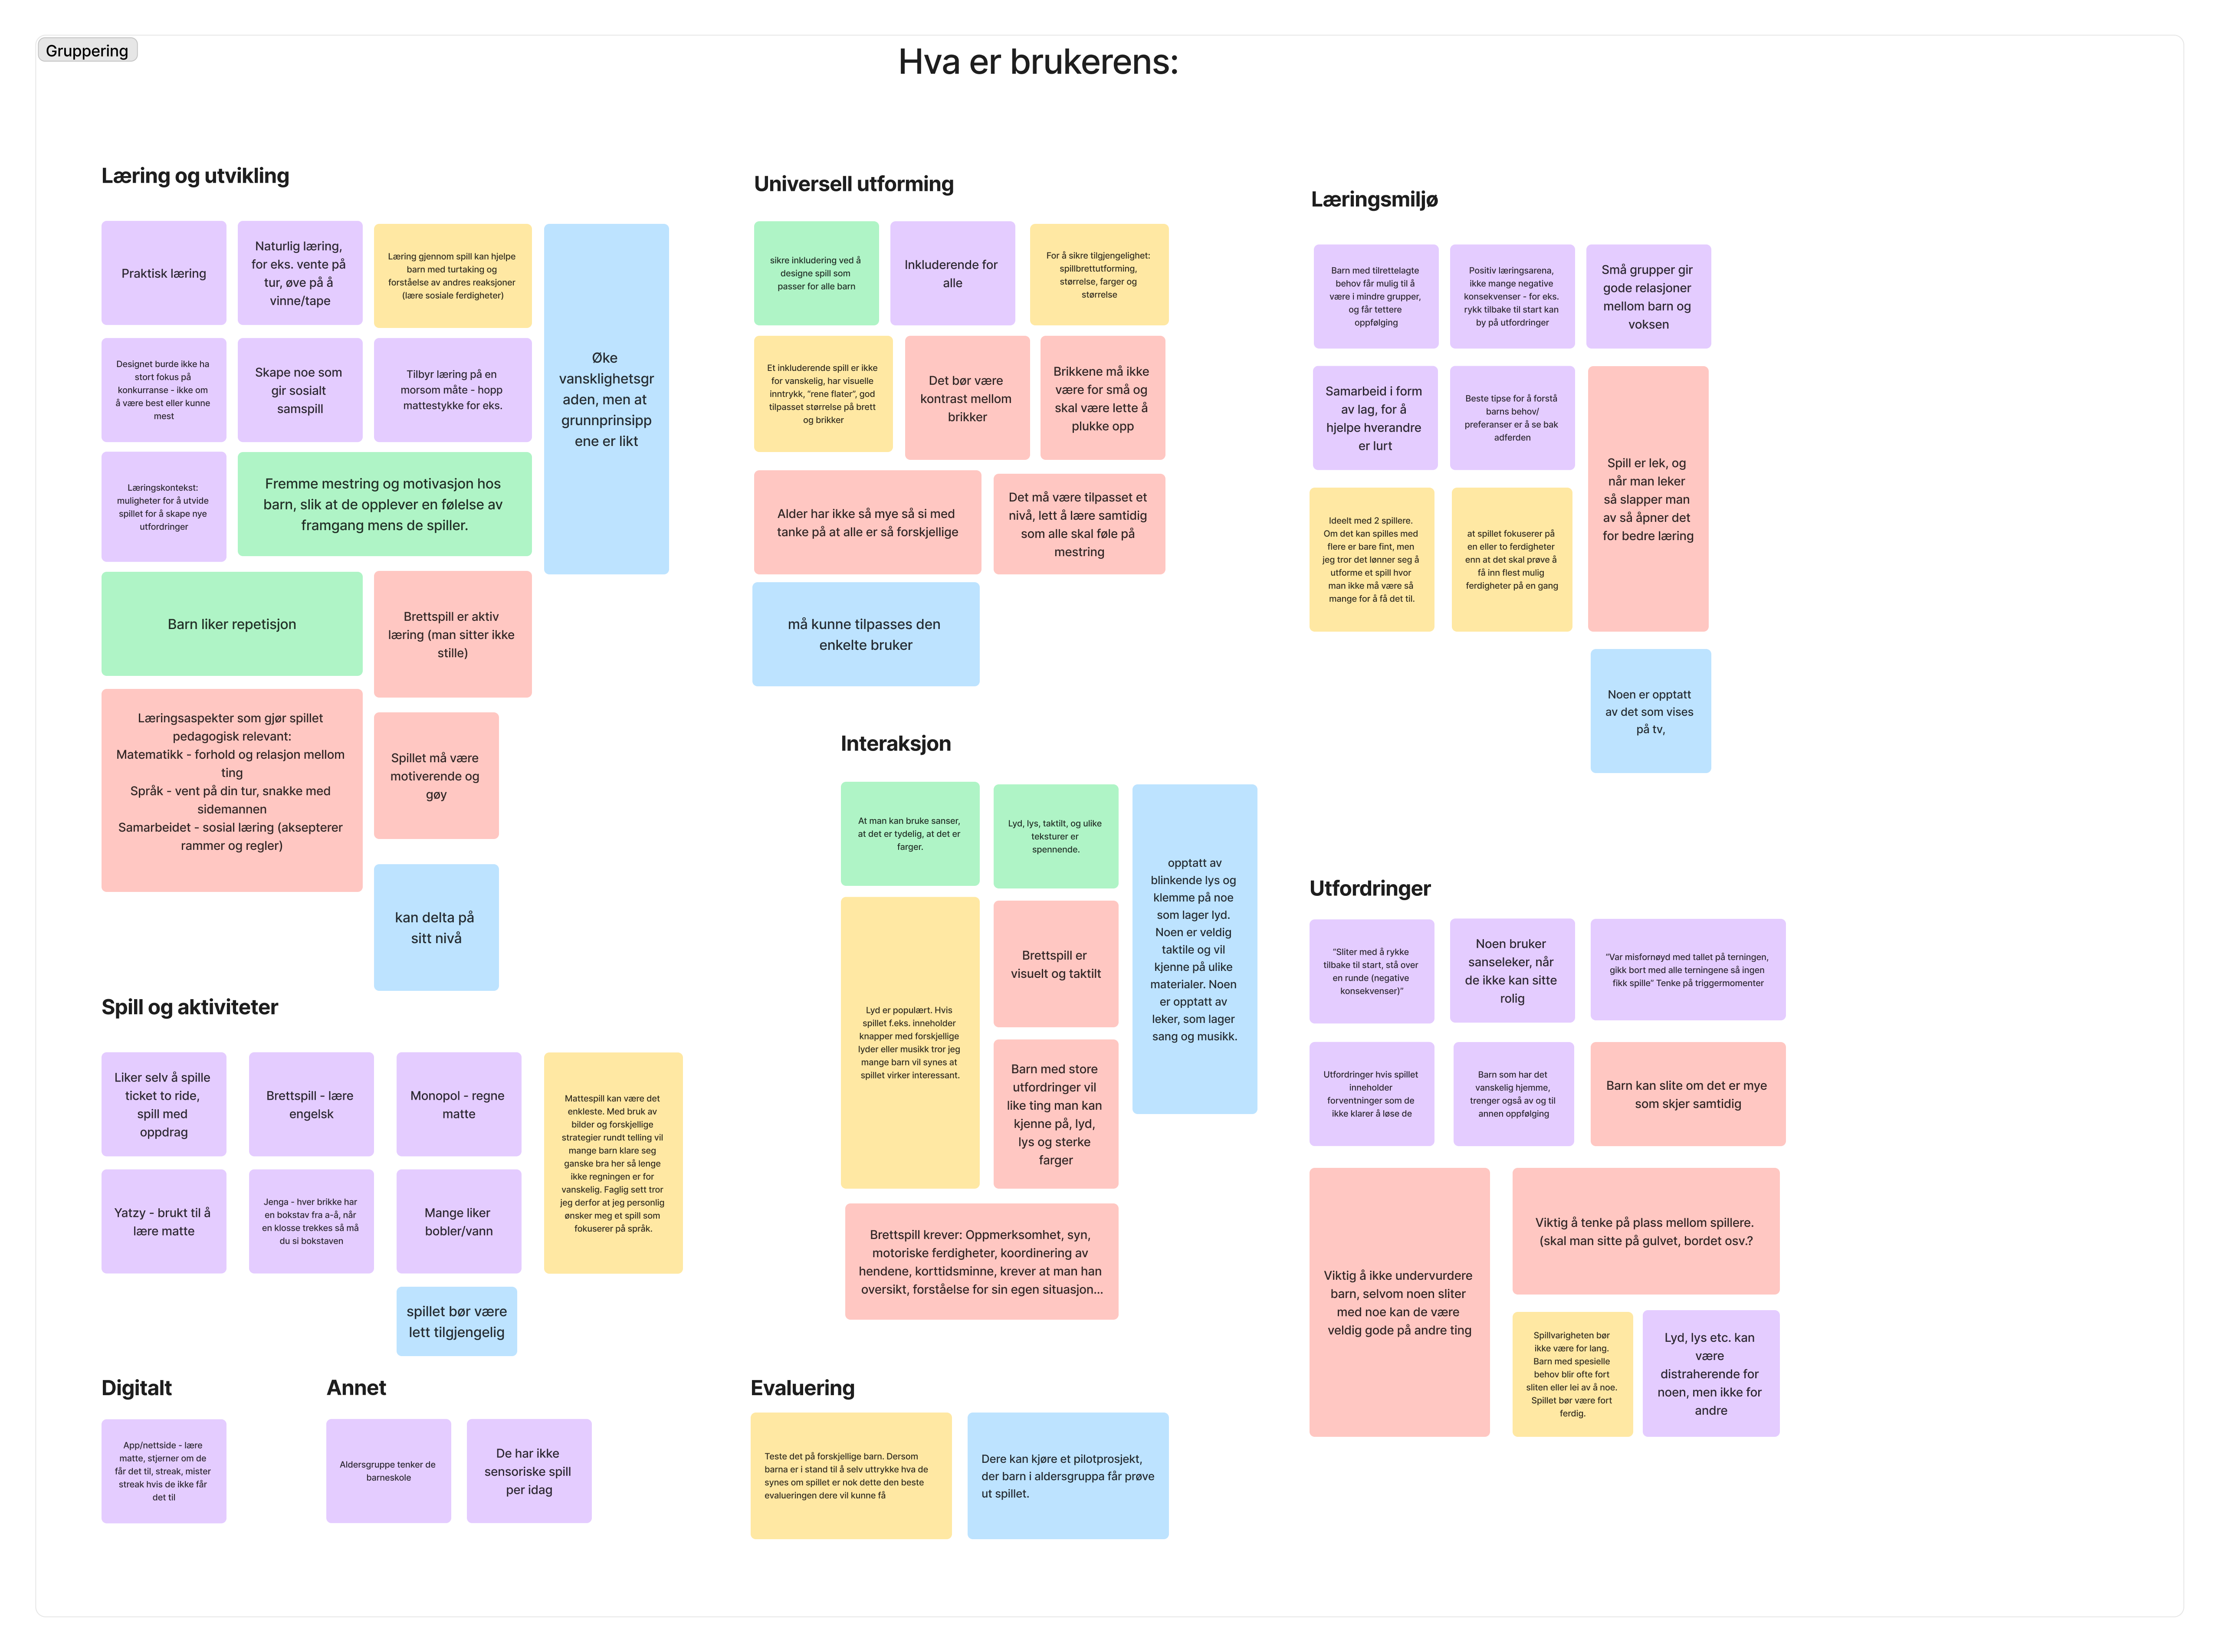 Gruppering
Hva er brukerens:
Læring og utvikling
Praktisk læring
Naturlig læring,
for eks. vente på
tur, øve på å
vinne/tape
Læring gjennom spill kan hjelpe
barn med turtaking og
forståelse av andres reaksjoner
(lære sosiale ferdigheter)
Øke
vansklighetsgr
aden, men at
grunnprinsipp
ene er likt
Designet burde ikke ha
stort fokus på
konkurranse - ikke om
å være best eller kunne
mest
Skape noe som
gir sosialt
samspill
Tilbyr læring på en
morsom måte - hopp
mattestykke for eks.
Læringskontekst:
muligheter for å utvide
spillet for å skape nye
utfordringer
Fremme mestring og motivasjon hos
barn, slik at de opplever en følelse av
framgang mens de spiller.
Barn liker repetisjon
Brettspill er aktiv
læring (man sitter ikke
stille)
Læringsaspekter som gjør spillet
pedagogisk relevant:
Matematikk - forhold og relasjon mellom
ting
Språk - vent på din tur, snakke med
sidemannen
Samarbeidet - sosial læring (aksepterer
rammer og regler)
Spillet må være
motiverende og
gøy
kan delta på
sitt nivå
Spill og aktiviteter
Liker selv å spille
ticket to ride,
spill med
oppdrag
Brettspill - lære
engelsk
Monopol - regne
matte
Mattespill kan være det
enkleste. Med bruk av
bilder og forskjellige
strategier rundt telling vil
mange barn klare seg
ganske bra her så lenge
ikke regningen er for
vanskelig. Faglig sett tror
jeg derfor at jeg personlig
ønsker meg et spill som
fokuserer på språk.
Yatzy - brukt til å
lære matte
Jenga - hver brikke har
en bokstav fra a-å, når
en klosse trekkes så må
du si bokstaven
Mange liker
bobler/vann
spillet bør være
lett tilgjengelig
Digitalt
App/nettside - lære
matte, stjerner om de
får det til, streak, mister
streak hvis de ikke får
det til
Annet
Aldersgruppe tenker de
barneskole
De har ikke
sensoriske spill
per idag
Universell utforming
sikre inkludering ved å
designe spill som
passer for alle barn
Inkluderende for
alle
For å sikre tilgjengelighet:
spillbrettutforming,
størrelse, farger og
størrelse
Et inkluderende spill er ikke
for vanskelig, har visuelle
inntrykk, "rene flater", god
tilpasset størrelse på brett
og brikker
Det bør være
kontrast mellom
brikker
Brikkene må ikke
være for små og
skal være lette å
plukke opp
Alder har ikke så mye så si med
tanke på at alle er så forskjellige
Det må være tilpasset et
nivå, lett å lære samtidig
som alle skal føle på
mestring
må kunne tilpasses den
enkelte bruker
Interaksjon
At man kan bruke sanser,
at det er tydelig, at det er
farger.
Lyd, lys, taktilt, og ulike
teksturer er
spennende.
opptatt av
blinkende lys og
klemme på noe
som lager lyd.
Noen er veldig
taktile og vil
kjenne på ulike
materialer. Noen
er opptatt av
leker, som lager
sang og musikk.
Lyd er populært. Hvis
spillet f.eks. inneholder
knapper med forskjellige
lyder eller musikk tror jeg
mange barn vil synes at
spillet virker interessant.
Brettspill er
visuelt og taktilt
Barn med store
utfordringer vil
like ting man kan
kjenne på, lyd,
lys og sterke
farger
Brettspill krever: Oppmerksomhet, syn,
motoriske ferdigheter, koordinering av
hendene, korttidsminne, krever at man han
oversikt, forståelse for sin egen situasjon...
Evaluering
Teste det på forskjellige barn. Dersom
barna er i stand til å selv uttrykke hva de
synes om spillet er nok dette den beste
evalueringen dere vil kunne få
Dere kan kjøre et pilotprosjekt,
der barn i aldersgruppa får prøve
ut spillet.
Læringsmiljø
Barn med tilrettelagte
behov får mulig til å
være i mindre grupper,
og får tettere
oppfølging
Positiv læringsarena,
ikke mange negative
konsekvenser - for eks.
rykk tilbake til start kan
by på utfordringer
Små grupper gir
gode relasjoner
mellom barn og
voksen
Samarbeid i form
av lag, for å
hjelpe hverandre
er lurt
Beste tipse for å forstå
barns behov/
preferanser er å se bak
adferden
Spill er lek, og
når man leker
så slapper man
av så åpner det
for bedre læring
Ideelt med 2 spillere.
Om det kan spilles med
flere er bare fint, men
jeg tror det lønner seg å
utforme et spill hvor
man ikke må være så
mange for å få det til.
at spillet fokuserer på
en eller to ferdigheter
enn at det skal prøve å
få inn flest mulig
ferdigheter på en gang
Noen er opptatt
av det som vises
på tv,
Utfordringer
"Sliter med å rykke
tilbake til start, stå over
en runde (negative
konsekvenser)"
Noen bruker
sanseleker, når
de ikke kan sitte
rolig
"Var misfornøyd med tallet på terningen,
gikk bort med alle terningene så ingen
fikk spille" Tenke på triggermomenter
Utfordringer hvis spillet
inneholder
forventninger som de
ikke klarer å løse de
Barn som har det
vanskelig hjemme,
trenger også av og til
annen oppfølging
Barn kan slite om det er mye
som skjer samtidig
Viktig å ikke undervurdere
barn, selvom noen sliter
med noe kan de være
veldig gode på andre ting
Viktig å tenke på plass mellom spillere.
(skal man sitte på gulvet, bordet osv.?
Spillvarigheten bør
ikke være for lang.
Barn med spesielle
behov blir ofte fort
sliten eller lei av å noe.
Spillet bør være fort
ferdig.
Lyd, lys etc. kan
være
distraherende for
noen, men ikke for
andre